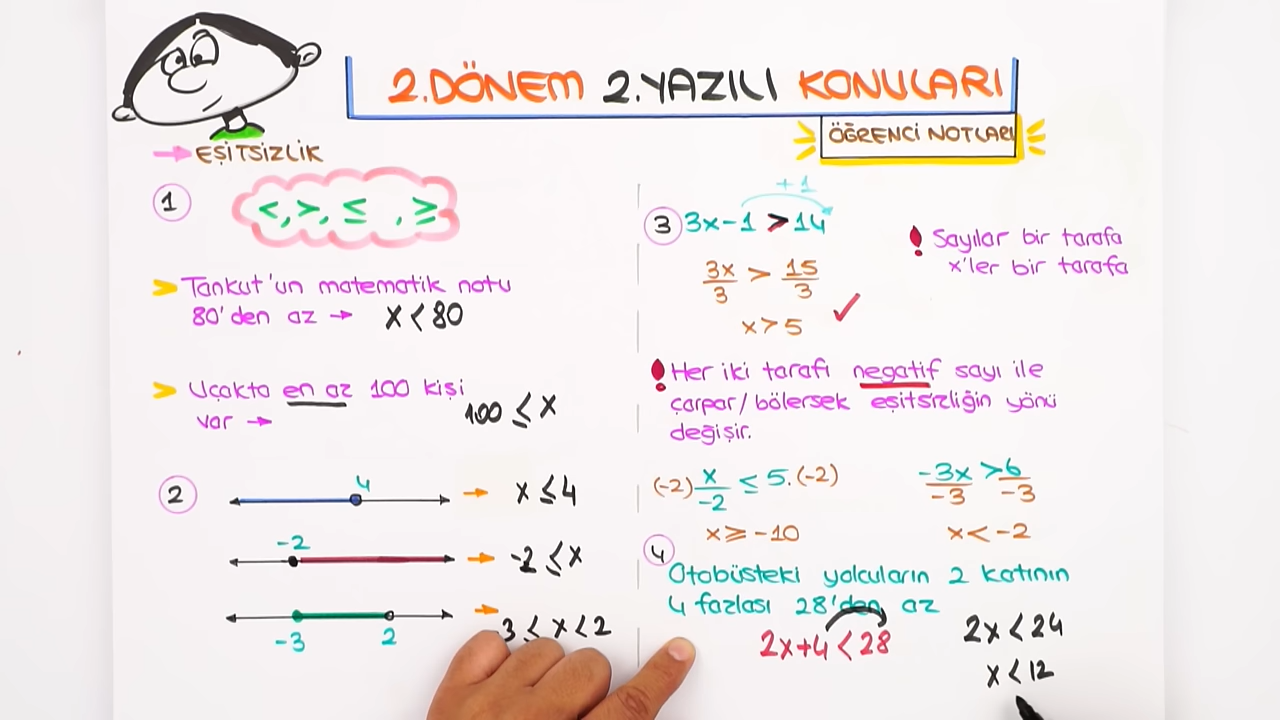 2.DÖNEM 2.YAZILI KONULARI
ÖĞRENCİ NOTLARI
EŞİTSİZLİK
1
<, >, ≤ , ≥
Tankut'un matematik notu
80'den az → x < 80
Uçakta en az 100 kişi
var → 100 ≤ x
2
4
x ≤ 4
-2
-2 ≤ x
-3 2
3 ≤ x < 2
+1
3 3x-1 > 14
3x/3 > 15/3
x > 5
! Sayılar bir tarafa
x'ler bir tarafa
! Her iki tarafı negatif sayı ile
çarpar/bölersek eşitsizliğin yönü
değişir.
(-2) x/-2 ≤ 5.(-2)
x ≥ -10
-3x/-3 > 6/-3
x < -2
4
Otobüsteki yolcuların 2 katının
4 fazlası 28'den az
2x+4 < 28
2x < 24
x < 12